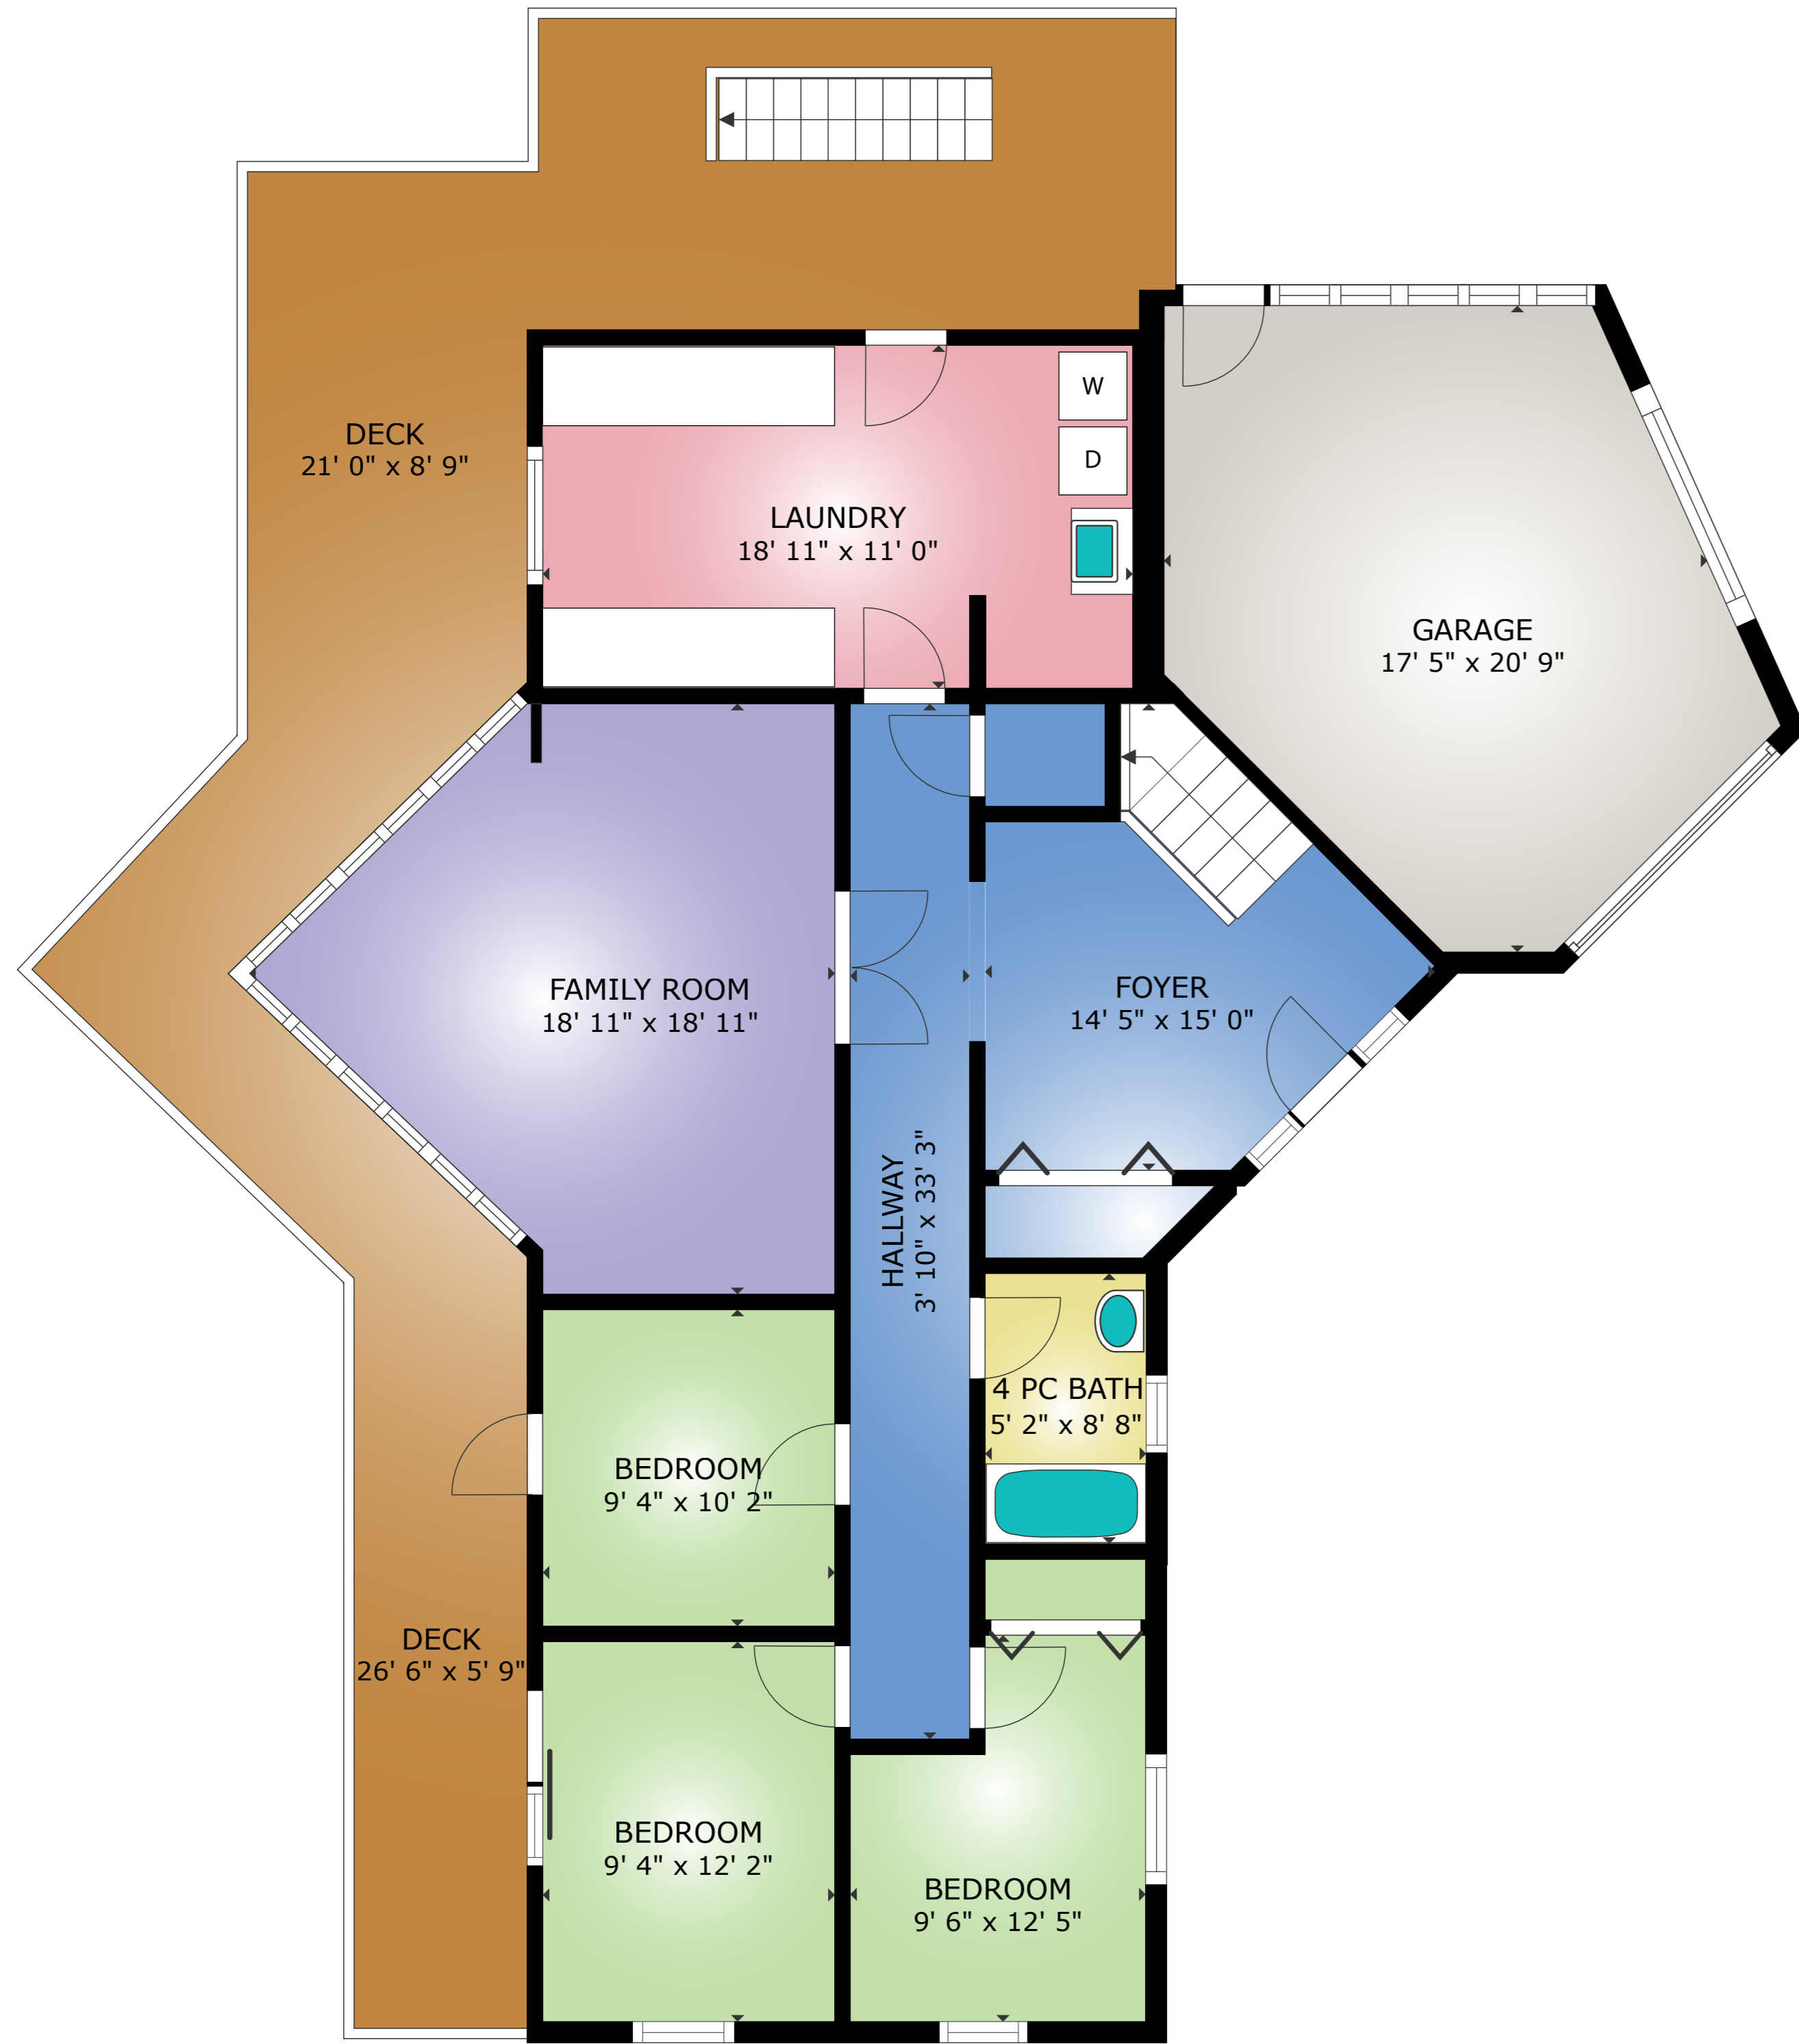 DECK
21' 0" x 8' 9"
W
D
LAUNDRY
18' 11" x 11' 0"
GARAGE
17' 5" x 20' 9"
FAMILY ROOM
18' 11" x 18' 11"
FOYER
14' 5" x 15' 0"
HALLWAY
3' 10" x 33' 3"
4 PC BATH
5' 2" x 8' 8"
BEDROOM
9' 4" x 10' 2"
DECK
26' 6" x 5' 9"
BEDROOM
9' 4" x 12' 2"
BEDROOM
9' 6" x 12' 5"